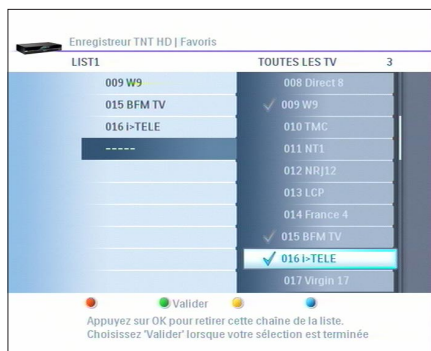 Enregistreur TNT HD | Favoris
LIST1
TOUTES LES TV 3
009 W9
015 BFM TV
016 i>TELE
-----
008 Direct 8
009 W9
010 TMC
011 NT1
012 NRJ12
013 LCP
014 France 4
015 BFM TV
016 i>TELE
017 Virgin 17
Valider
Appuyez sur OK pour retirer cette chaîne de la liste.
Choisissez 'Valider' lorsque votre sélection est terminée